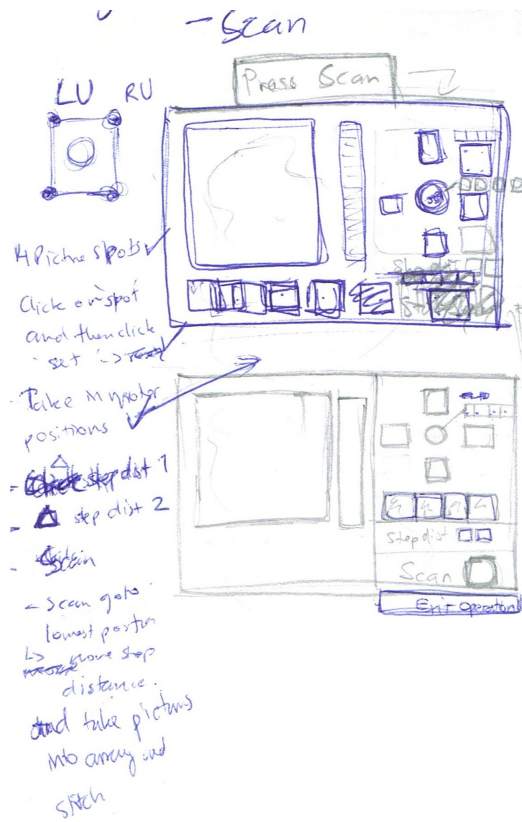 - Scan
Press Scan
LU RU
4 Picture spots
Click on spot
and then click
set ->
Take motor
positions
- step dist 1
- step dist 2
- Scan
- Scan goto
lowest position
move step
distance.
and take pictures
into array and
stitch
Step dist
Scan
Exit operation